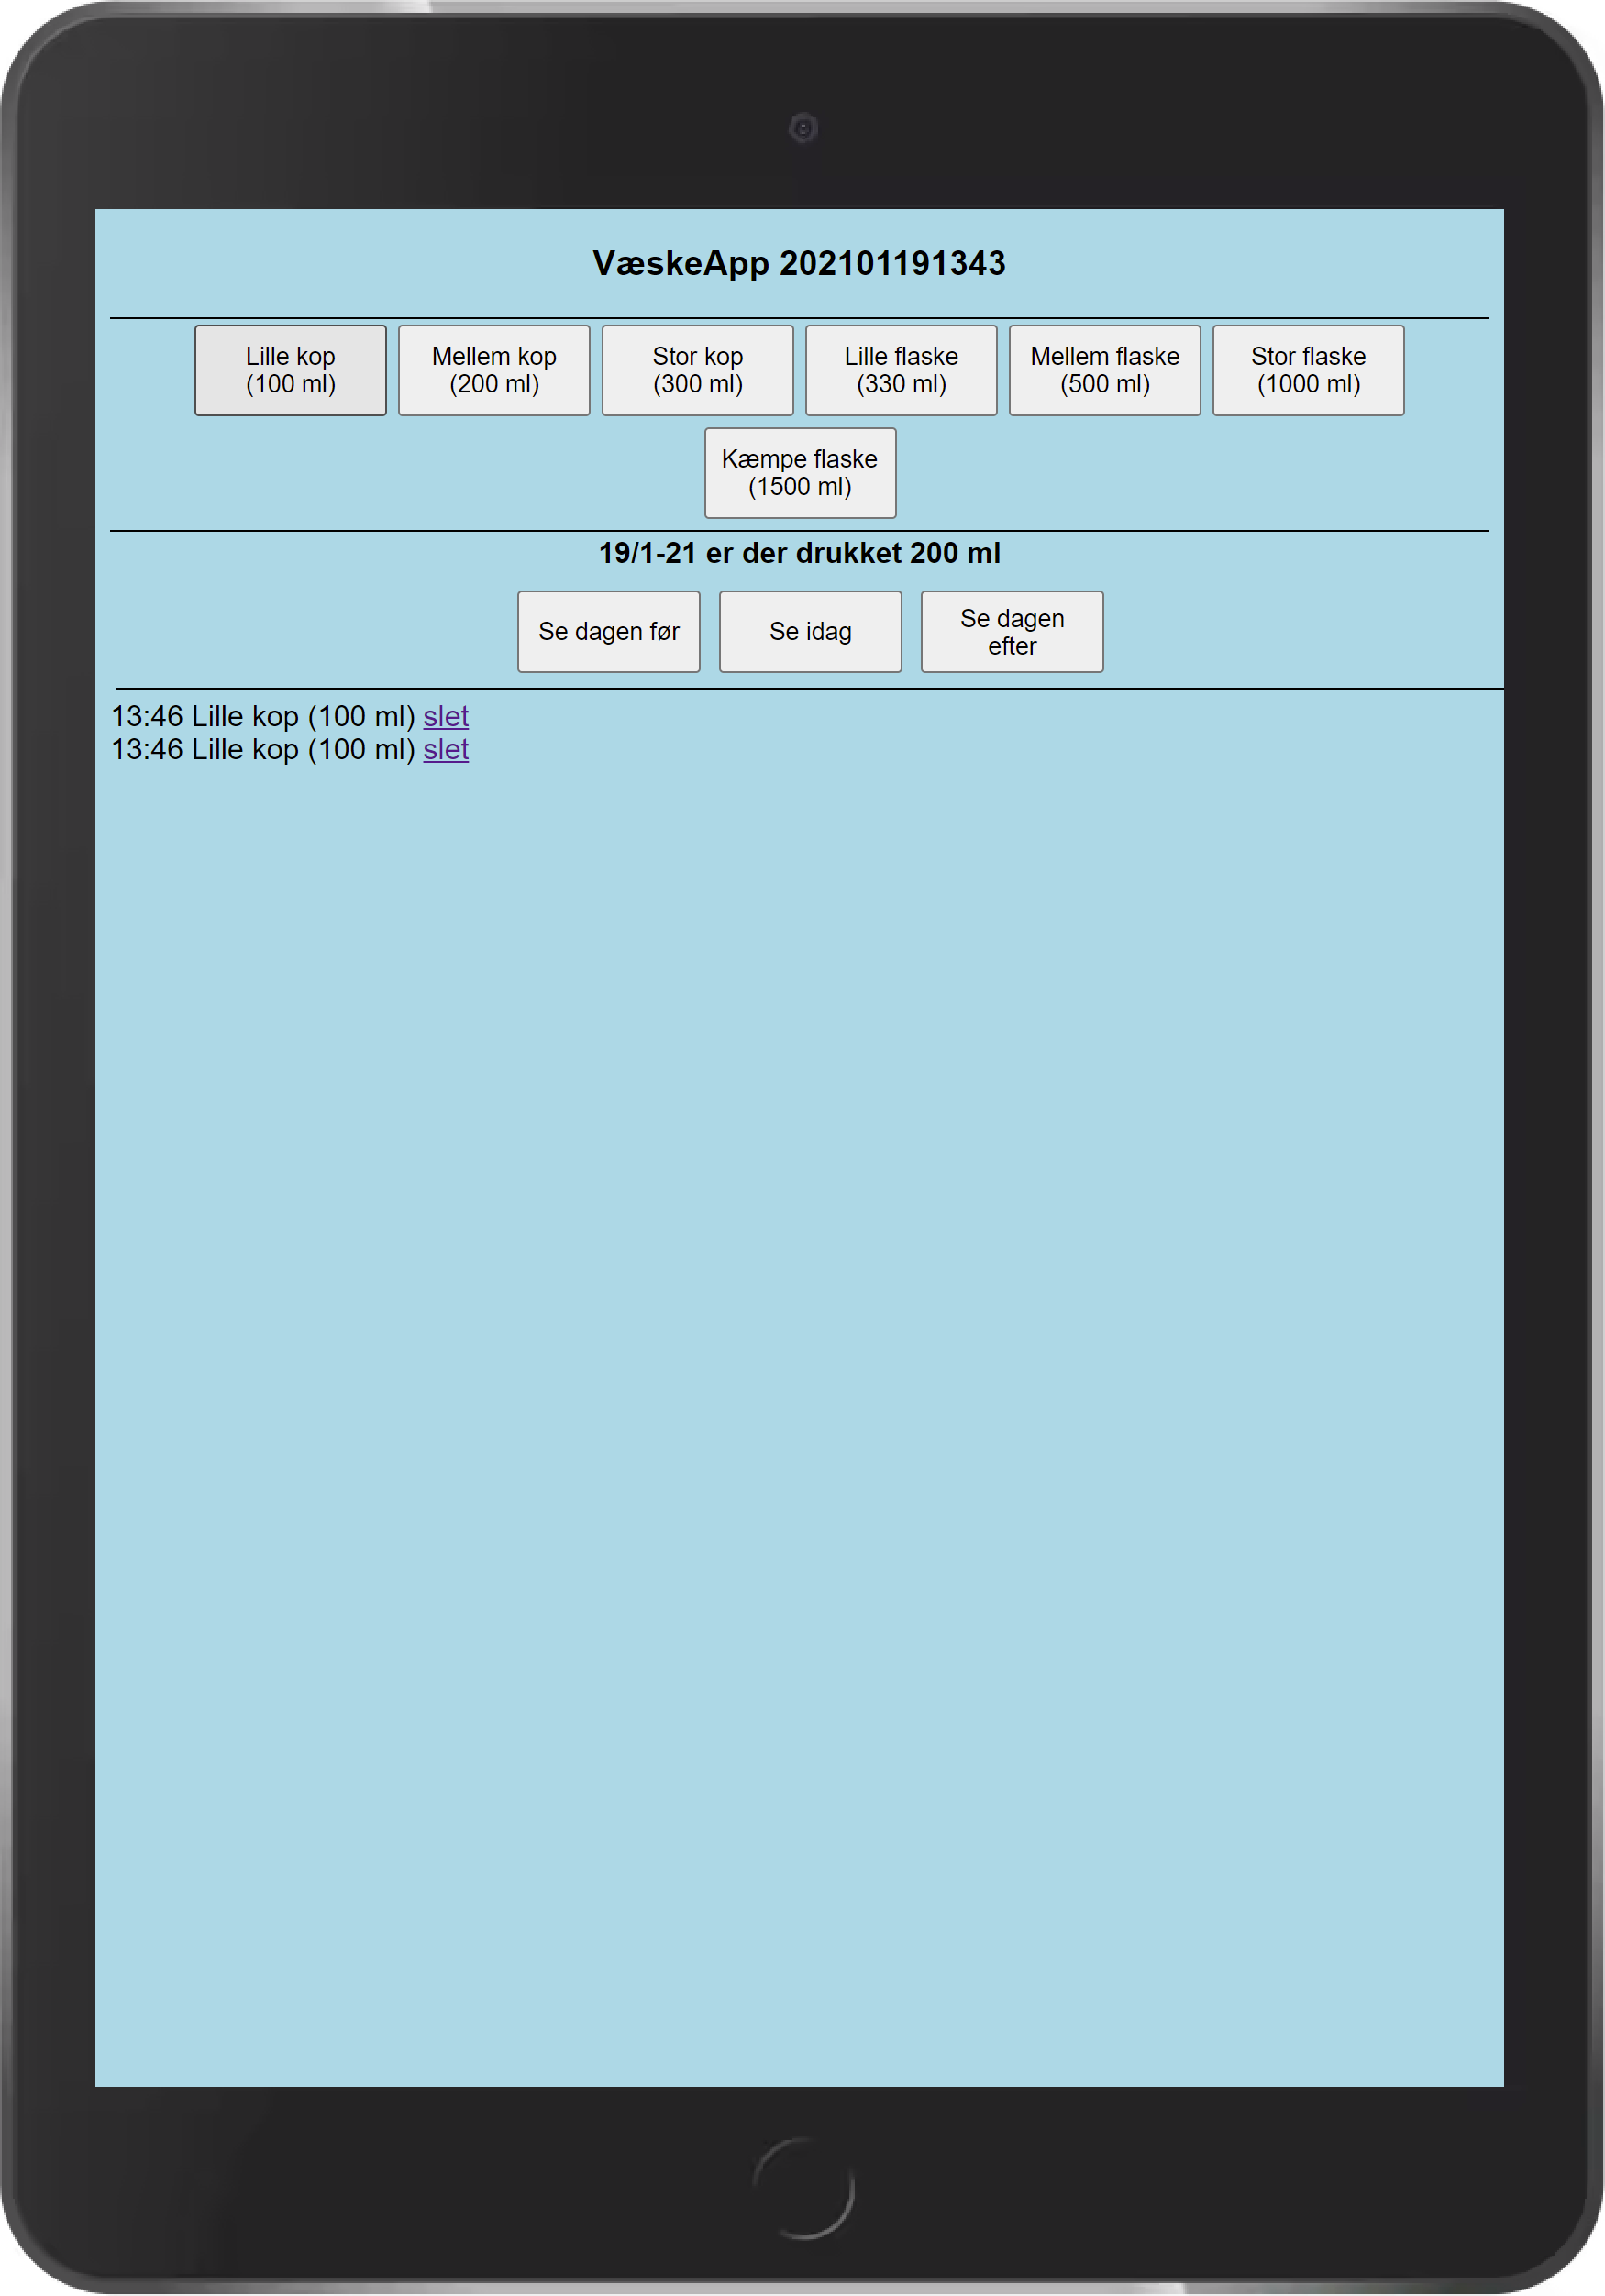 VæskeApp 202101191343
Lille kop
(100 ml)
Mellem kop
(200 ml)
Stor kop
(300 ml)
Lille flaske
(330 ml)
Mellem flaske
(500 ml)
Stor flaske
(1000 ml)
Kæmpe flaske
(1500 ml)
19/1-21 er der drukket 200 ml
Se dagen før
Se idag
Se dagen
efter
13:46 Lille kop (100 ml) slet
13:46 Lille kop (100 ml) slet